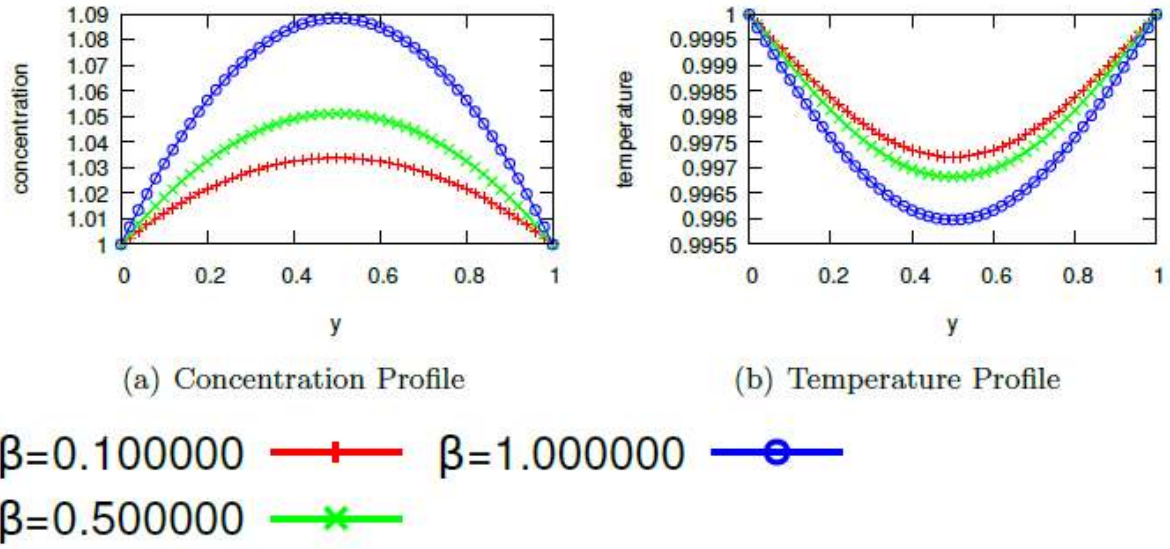 1.09
1.08
1.07
1.06
1.05
1.04
1.03
1.02
1.01
1
concentration
0 0.2 0.4 0.6 0.8 1
y
(a) Concentration Profile
1
0.9995
0.999
0.9985
0.998
0.9975
0.997
0.9965
0.996
0.9955
temperature
0 0.2 0.4 0.6 0.8 1
y
(b) Temperature Profile
β=0.100000 β=1.000000
β=0.500000